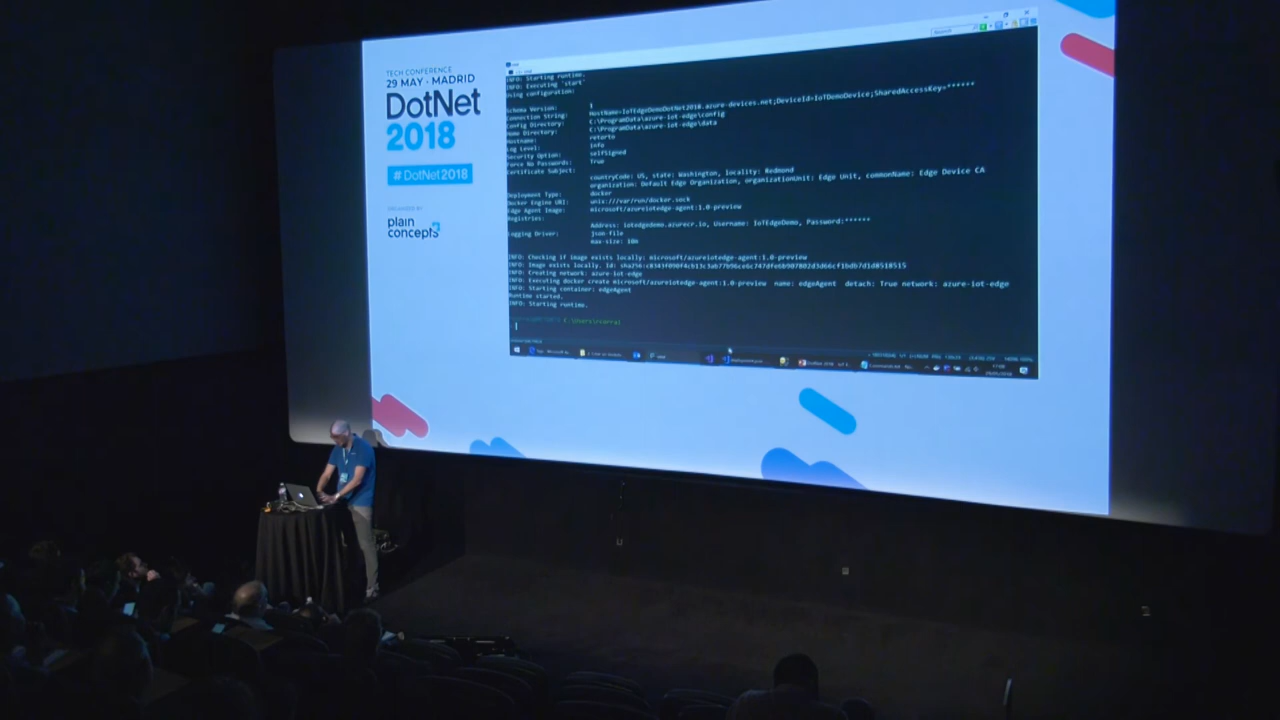 TECH CONFERENCE
29 MAY - MADRID
DotNet
2018
#DotNet2018
plain
concepts
INFO: Starting runtime.
INFO: Executing 'start'
Using configuration:
Schema Version: 1
Connection String: HostName=IoTEdgeDemoDotNet2018.azure-devices.net;DeviceId=IoTDemoDevice;SharedAccessKey=******
Config Directory: C:\ProgramData\azure-iot-edge\config
Home Directory: C:\ProgramData\azure-iot-edge\data
Hostname: retorto
Log Level: info
Security Option: selfSigned
Force No Passwords: True
Certificate Subject:
countryCode: US, state: Washington, locality: Redmond
organization: Default Edge Organization, organizationUnit: Edge Unit, commonName: Edge Device CA
Deployment Type: docker
Docker Engine URI: unix:///var/run/docker.sock
Edge Agent Image: microsoft/azureiotedge-agent:1.0-preview
Registries:
Address: iotedgedemo.azurecr.io, Username: IoTEdgeDemo, Password:******
Logging Driver: json-file
max-size: 10m
INFO: Checking if image exists locally: microsoft/azureiotedge-agent:1.0-preview
INFO: Image exists locally. Id:
INFO: Creating network: azure-iot-edge
INFO: Executing docker create microsoft/azureiotedge-agent:1.0-preview name: edgeAgent detach: True network: azure-iot-edge
INFO: Starting container: edgeAgent
Runtime started.
INFO: Starting runtime.